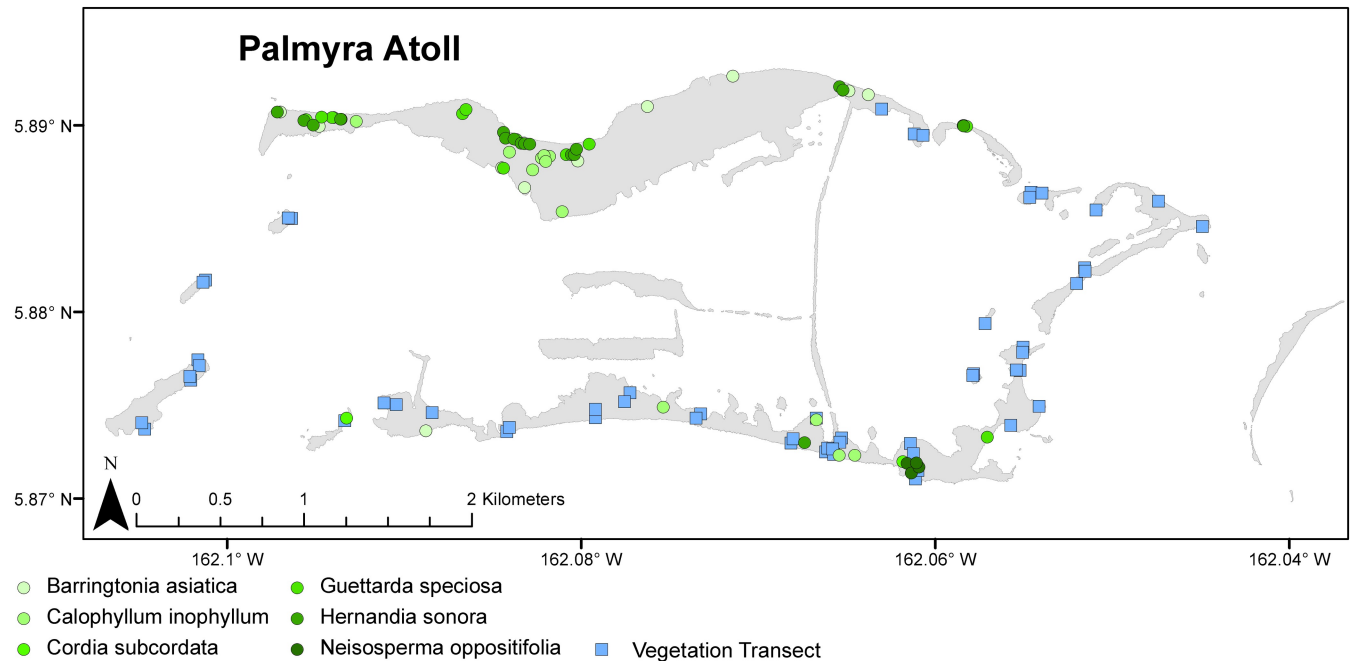 Palmyra Atoll
5.89° N
5.88° N
5.87° N
N
0 0.5 1 2 Kilometers
162.1° W 162.08° W 162.06° W 162.04° W
Barringtonia asiatica
Calophyllum inophyllum
Cordia subcordata
Guettarda speciosa
Hernandia sonora
Neisosperma oppositifolia
Vegetation Transect